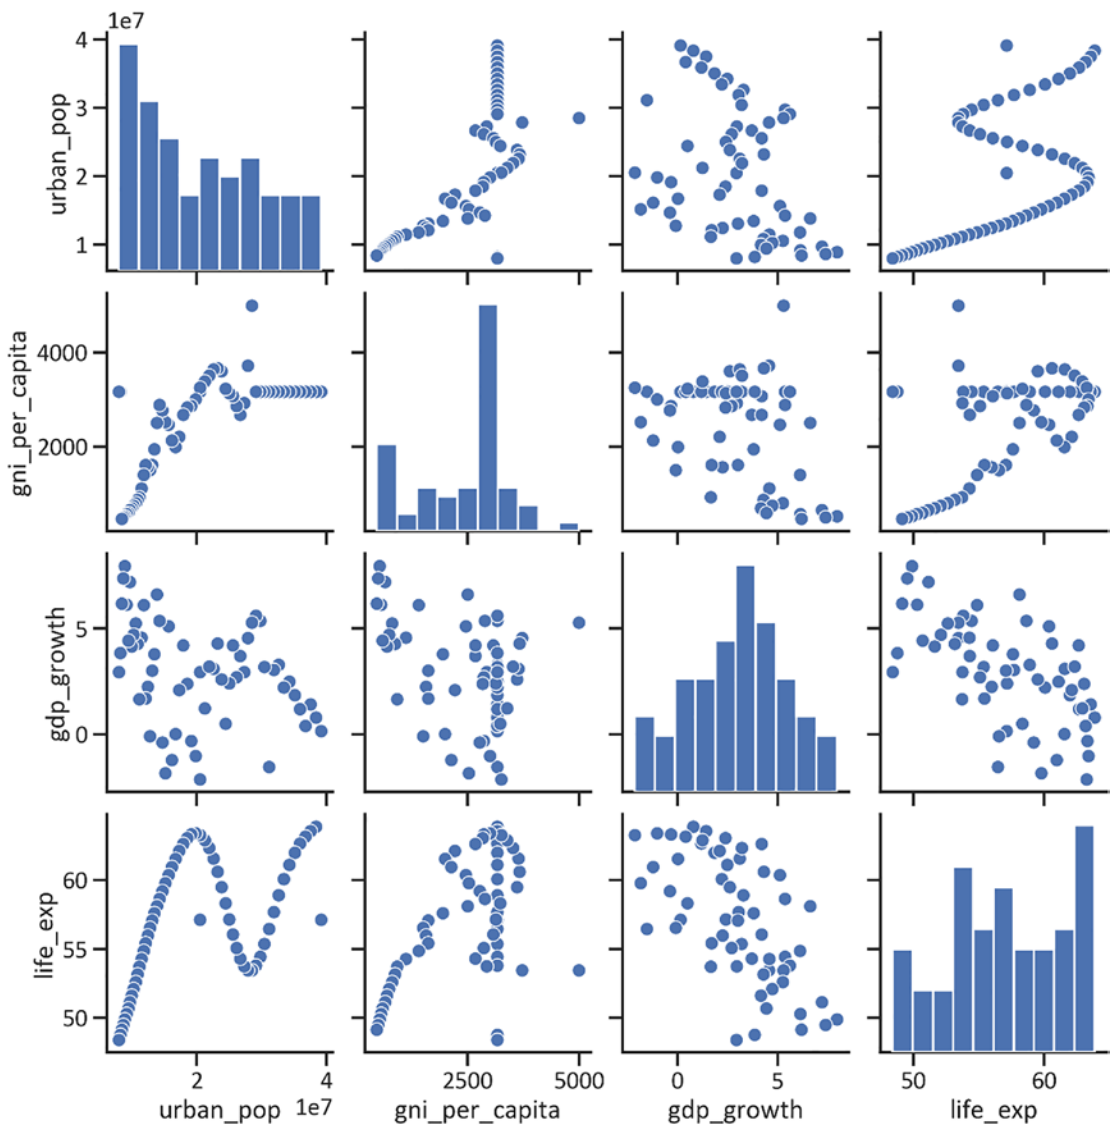 1e7
4
3
2
1
urban_pop
4000
2000
gni_per_capita
5
0
gdp_growth
60
55
50
life_exp
2 4 2500 5000 0 5 50 60
urban_pop 1e7 gni_per_capita gdp_growth life_exp